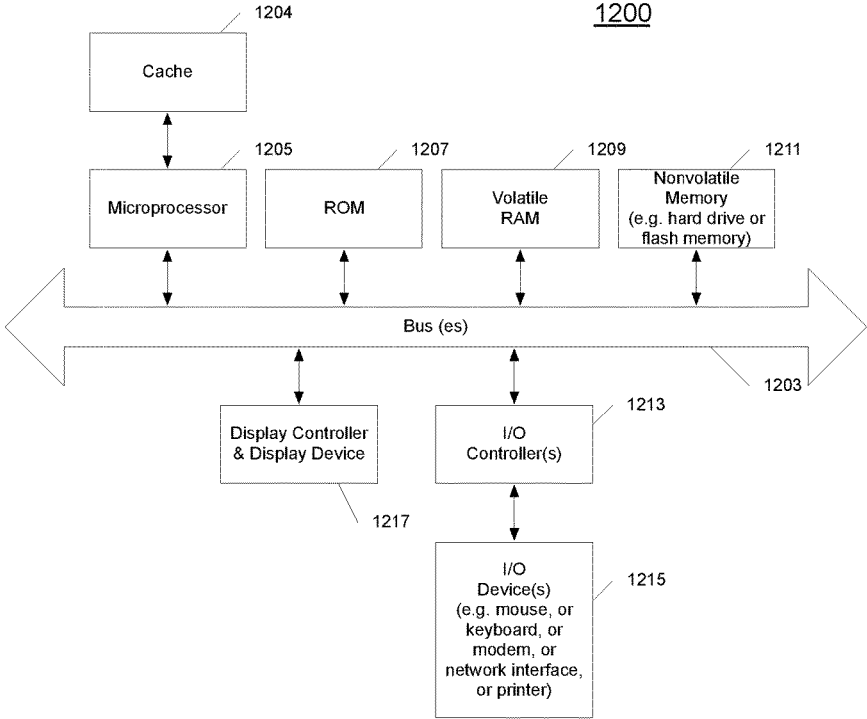 1200
1204
Cache
1205
1207
1209
1211
Microprocessor
ROM
Volatile
RAM
Nonvolatile
Memory
(e.g. hard drive or
flash memory)
Bus (es)
1203
Display Controller
& Display Device
1217
I/O
Controller(s)
1213
I/O
Device(s)
(e.g. mouse, or
keyboard, or
modem, or
network interface,
or printer)
1215